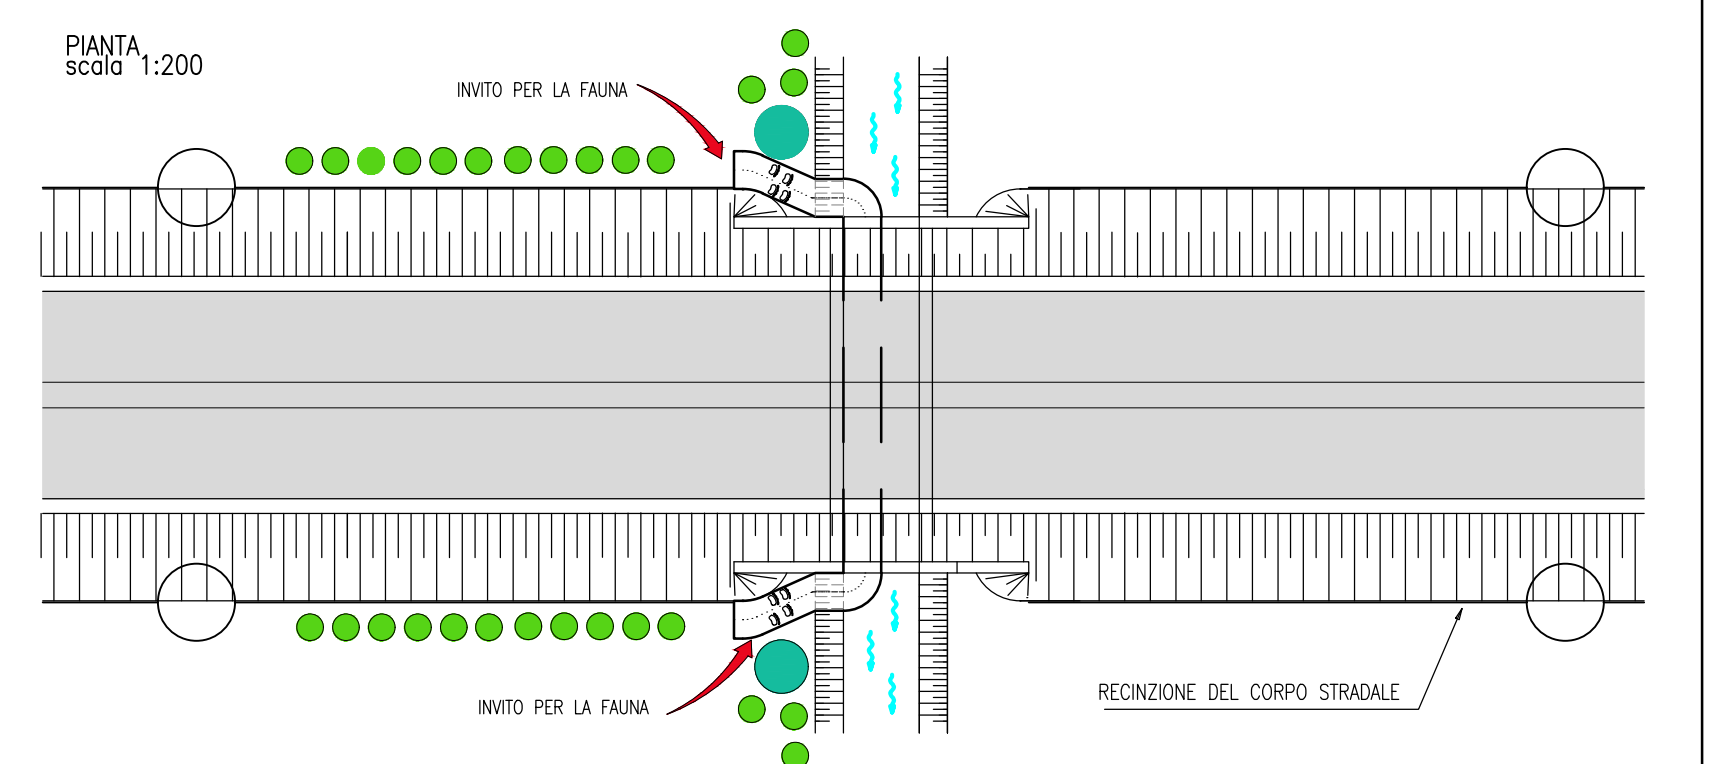 PIANTA
scala 1:200
INVITO PER LA FAUNA
RECINZIONE DEL CORPO STRADALE
INVITO PER LA FAUNA